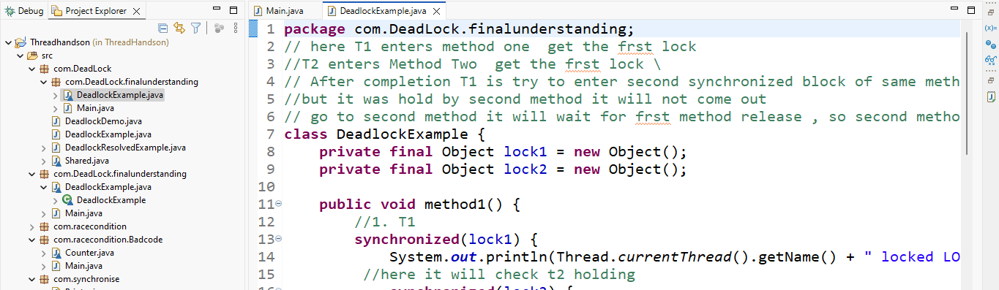 Debug Project Explorer
Threadhandson (in ThreadHandson)
src
com.DeadLock
com.DeadLock.finalunderstanding
DeadlockExample.java
Main.java
DeadlockDemo.java
DeadlockExample.java
DeadlockResolvedExample.java
Shared.java
com.DeadLock.finalunderstanding
DeadlockExample.java
DeadlockExample
Main.java
com.racecondition
com.racecondition.Badcode
Counter.java
Main.java
com.synchronise
Main.java DeadlockExample.java
1 package com.DeadLock.finalunderstanding;
2 // here T1 enters method one  get the frst lock
3 //T2 enters Method Two  get the frst lock \
4 // After completion T1 is try to enter second synchronized block of same meth
5 //but it was hold by second method it will not come out
6 // go to second method it will wait for frst method release , so second metho
7 class DeadlockExample {
8 private final Object lock1 = new Object();
9 private final Object lock2 = new Object();
10
11 public void method1() {
12 //1. T1
13 synchronized(lock1) {
14 System.out.println(Thread.currentThread().getName() + " locked LO
15 //here it will check t2 holding
16 synchronized(lock2) {
(x)=